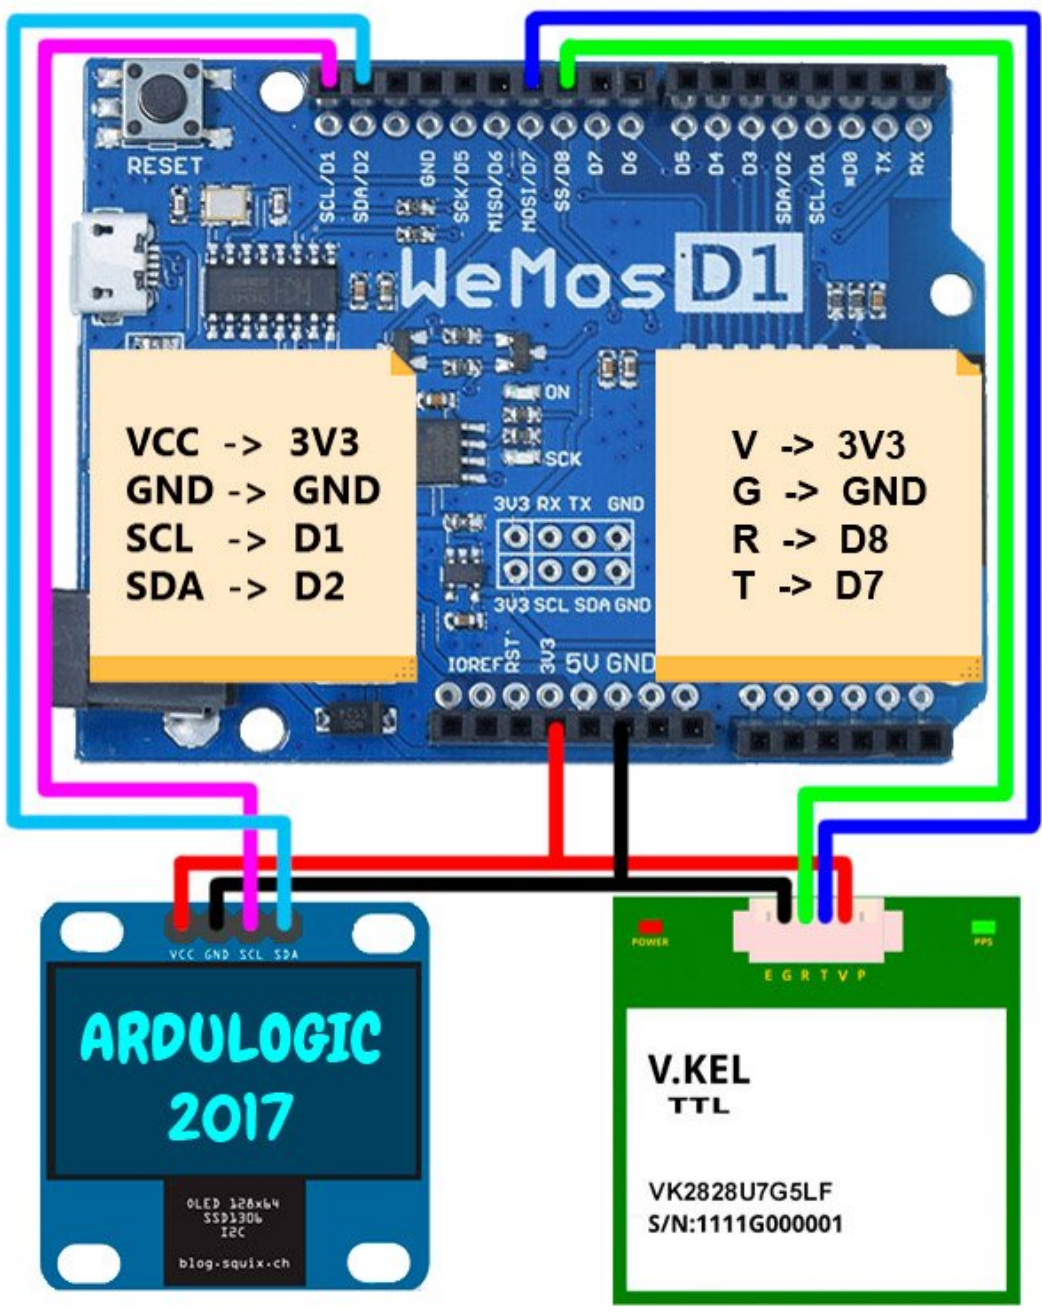 RESET
SCL/D1
SDA/D2
GND
SCK/D5
MISO/D6
MOSI/D7
SS/D8
D7
D6
D5
D4
D3
SDA/D2
SCL/D1
*D0
TX
RX
WeMos D1
ON
SCK
VCC -> 3V3
GND -> GND
SCL -> D1
SDA -> D2
V -> 3V3
G -> GND
R -> D8
T -> D7
3V3 RX TX GND
3V3 SCL SDA GND
IOREF RST 3V3 5V GND
VCC GND SCL SDA
ARDULOGIC
2017
OLED 128x64
SSD1306
I2C
blog.squix.ch
POWER
PPS
E G R T V P
V.KEL
TTL
VK2828U7G5LF
S/N:1111G000001